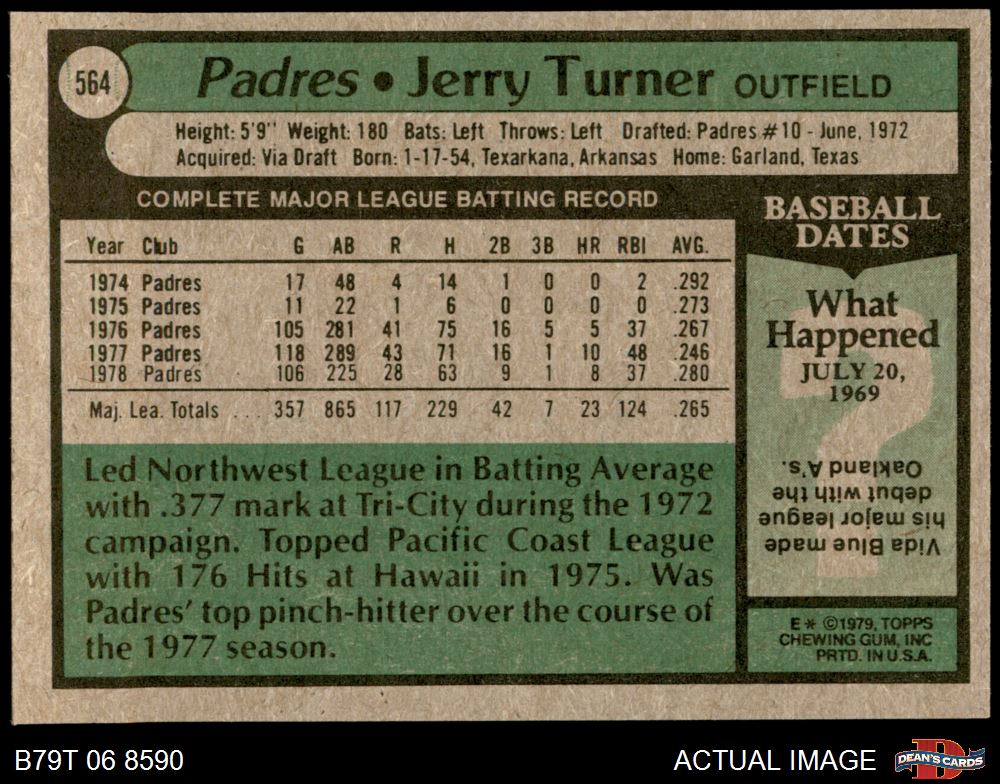 564
Padres • Jerry Turner OUTFIELD
Height: 5'9" Weight: 180 Bats: Left Throws: Left Drafted: Padres #10 - June, 1972
Acquired: Via Draft Born: 1-17-54, Texarkana, Arkansas Home: Garland, Texas
COMPLETE MAJOR LEAGUE BATTING RECORD
Year Club G AB R H 2B 3B HR RBI AVG.
1974 Padres 17 48 4 14 1 0 0 2 .292
1975 Padres 11 22 1 6 0 0 0 0 .273
1976 Padres 105 281 41 75 16 5 5 37 .267
1977 Padres 118 289 43 71 16 1 10 48 .246
1978 Padres 106 225 28 63 9 1 8 37 .280
Maj. Lea. Totals ... 357 865 117 229 42 7 23 124 .265
Led Northwest League in Batting Average
with .377 mark at Tri-City during the 1972
campaign. Topped Pacific Coast League
with 176 Hits at Hawaii in 1975. Was
Padres' top pinch-hitter over the course of
the 1977 season.
BASEBALL
DATES
What
Happened
JULY 20,
1969
?
Vida Blue made
his major league
debut with the
Oakland A's.
E* ©1979, TOPPS
CHEWING GUM, INC
PRTD. IN U.S.A.
B79T 06 8590
ACTUAL IMAGE
DEAN'S CARDS